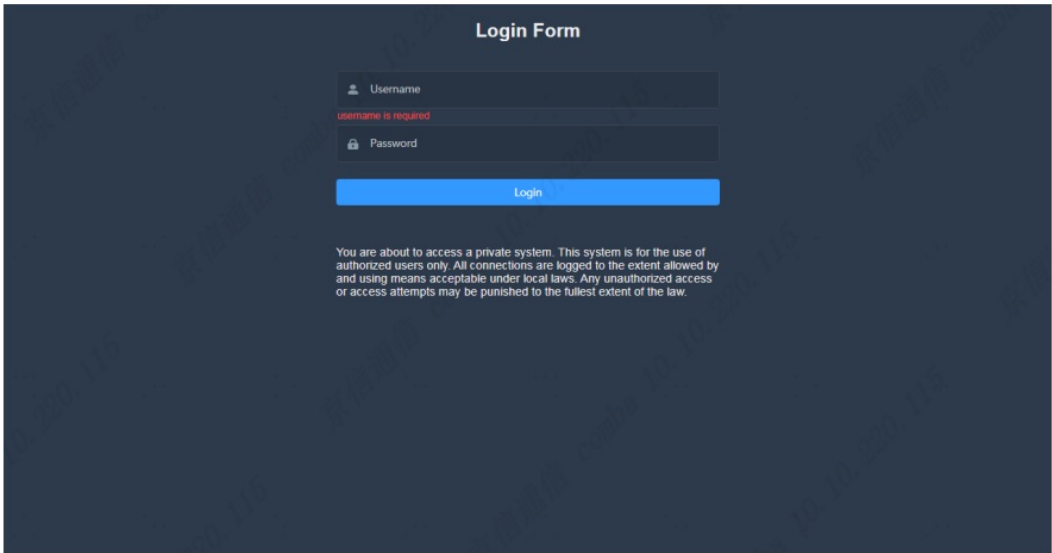 Login Form
Username
username is required
Password
Login
You are about to access a private system. This system is for the use of
authorized users only. All connections are logged to the extent allowed by
and using means acceptable under local laws. Any unauthorized access
or access attempts may be punished to the fullest extent of the law.